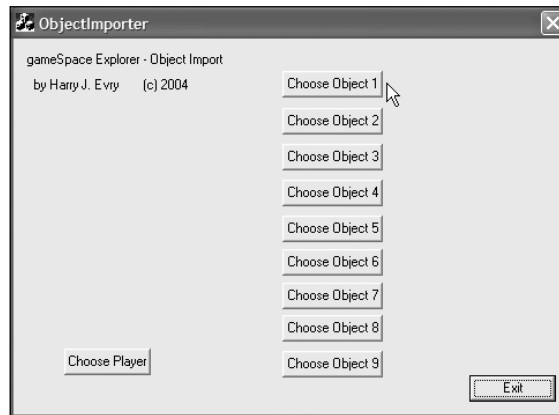 ObjectImporter
gameSpace Explorer - Object Import
by Harry J. Evry (c) 2004
Choose Object 1
Choose Object 2
Choose Object 3
Choose Object 4
Choose Object 5
Choose Object 6
Choose Object 7
Choose Object 8
Choose Player
Choose Object 9
Exit